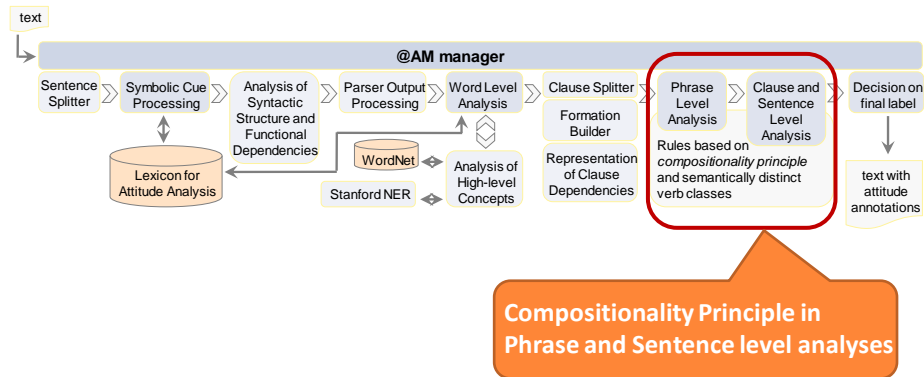 text
@AM manager
Sentence
Splitter
Symbolic Cue
Processing
Analysis of
Syntactic
Structure and
Functional
Dependencies
Parser Output
Processing
Word Level
Analysis
Clause Splitter
Formation
Builder
Representation
of Clause
Dependencies
Phrase
Level
Analysis
Clause and
Sentence
Level
Analysis
Decision on
final label
Lexicon for
Attitude Analysis
WordNet
Analysis of
High-level
Concepts
Stanford NER
Rules based on
compositionality principle
and semantically distinct
verb classes
text with
attitude
annotations
Compositionality Principle in
Phrase and Sentence level analyses